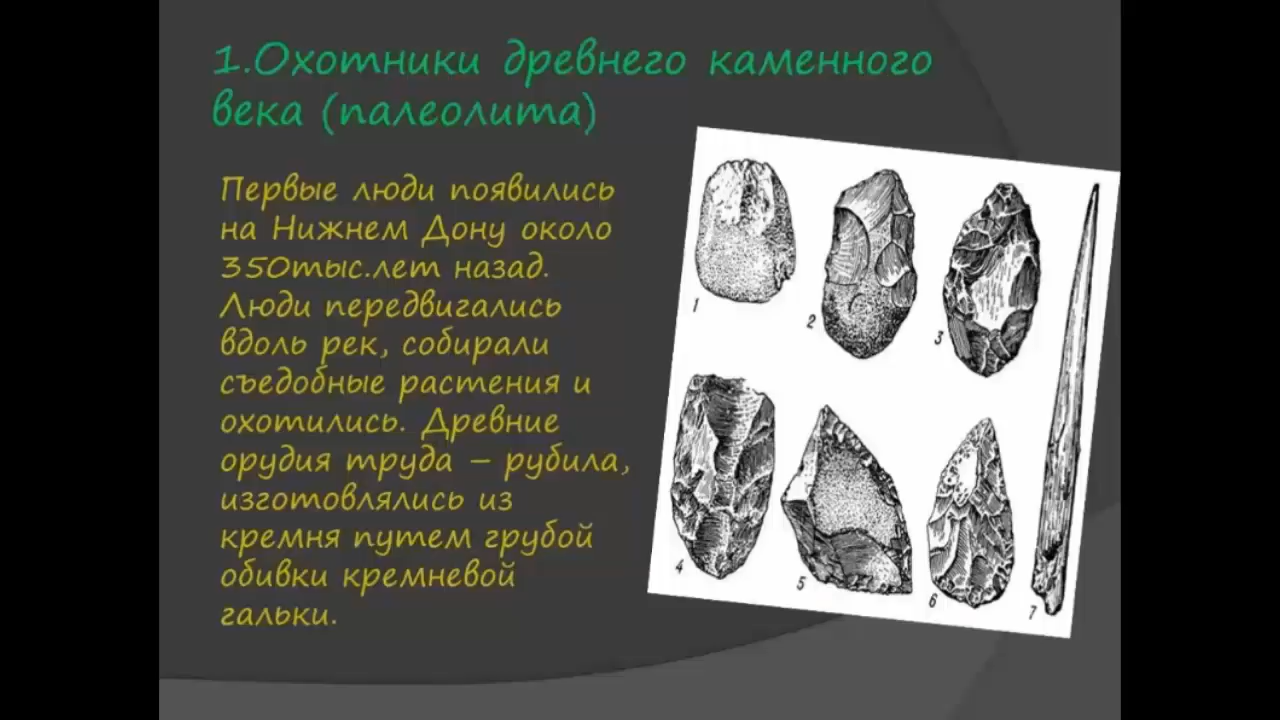 1.Охотники древнего каменного
века (палеолита)
Первые люди появились
на Нижнем Дону около
350тыс.лет назад.
Люди передвигались
вдоль рек, собирали
съедобные растения и
охотились. Древние
орудия труда – рубила,
изготовлялись из
кремня путем грубой
обивки кремневой
гальки.
1
2
3
4
5
6
7